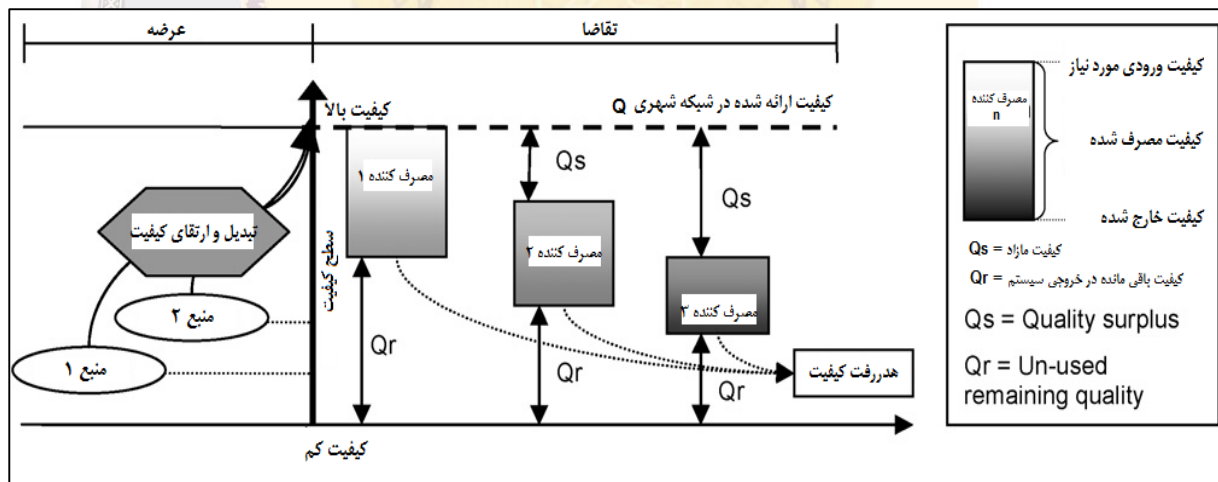 عرضه
تقاضا
کیفیت بالا
کیفیت ارائه شده در شبکه شهری Q
مصرف کننده ۱
Qs
Qs
تبدیل و ارتقای کیفیت
سطح کیفیت
مصرف کننده ۲
مصرف کننده ۳
منبع ۲
منبع ۱
Qr
Qr
Qr
هدررفت کیفیت
کیفیت کم
کیفیت ورودی مورد نیاز
مصرف کننده
n
کیفیت مصرف شده
کیفیت خارج شده
Qs = کیفیت مازاد
Qr = کیفیت باقی مانده در خروجی سیستم
Qs = Quality surplus
Qr = Un-used
remaining quality